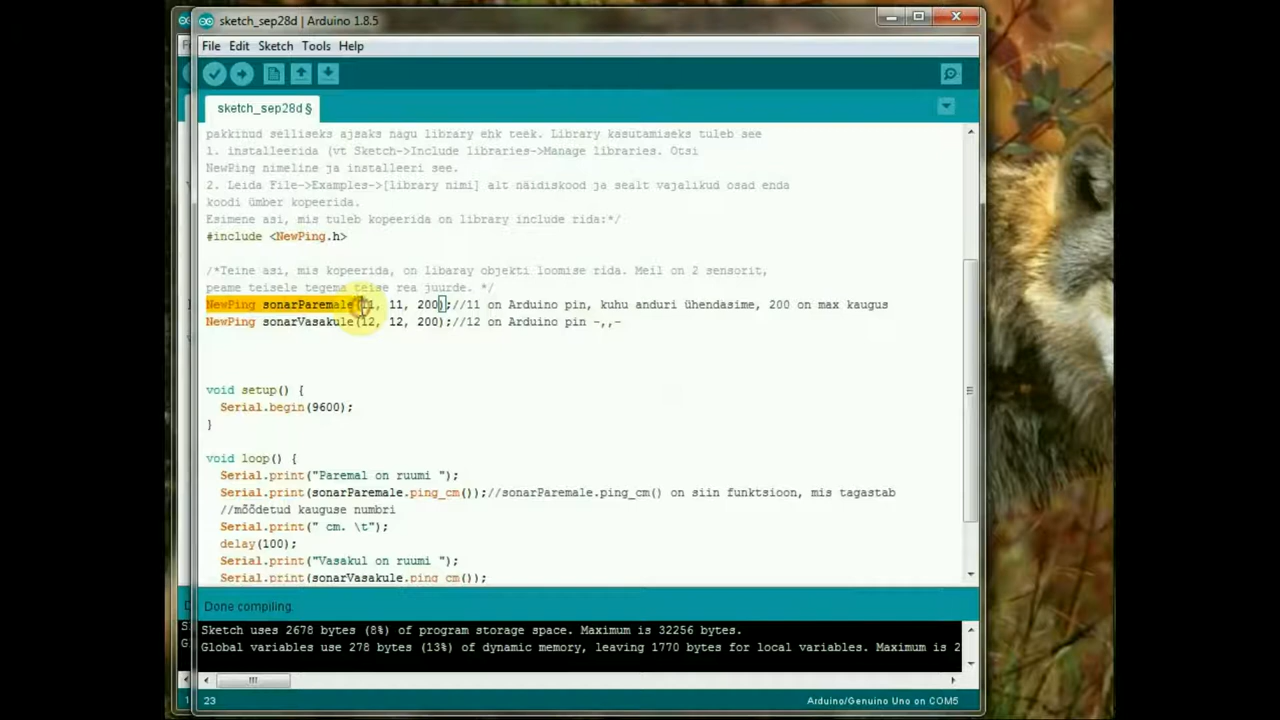 sketch_sep28d | Arduino 1.8.5
File Edit Sketch Tools Help
sketch_sep28d §
pakkinud selliseks ajsaks nagu library ehk teek. Library kasutamiseks tuleb see
1. installeerida (vt Sketch->Include libraries->Manage libraries. Otsi
NewPing nimeline ja installeeri see.
2. Leida File->Examples->[library nimi] alt näidiskood ja sealt vajalikud osad enda
koodi ümber kopeerida.
Esimene asi, mis tuleb kopeerida on library include rida:*/
#include <NewPing.h>
/*Teine asi, mis kopeerida, on libaray objekti loomise rida. Meil on 2 sensorit,
peame teisele tegema teise rea juurde. */
NewPing sonarParemale(11, 11, 200);//11 on Arduino pin, kuhu anduri ühendasime, 200 on max kaugus
NewPing sonarVasakule(12, 12, 200);//12 on Arduino pin -,,-
void setup() {
Serial.begin(9600);
}
void loop() {
Serial.print("Paremal on ruumi ");
Serial.print(sonarParemale.ping_cm());//sonarParemale.ping_cm() on siin funktsioon, mis tagastab
//mõõdetud kauguse numbri
Serial.print(" cm. \t");
delay(100);
Serial.print("Vasakul on ruumi ");
Serial.print(sonarVasakule.ping_cm());
Done compiling.
Sketch uses 2678 bytes (8%) of program storage space. Maximum is 32256 bytes.
Global variables use 278 bytes (13%) of dynamic memory, leaving 1770 bytes for local variables. Maximum is 2
23 Arduino/Genuino Uno on COM5